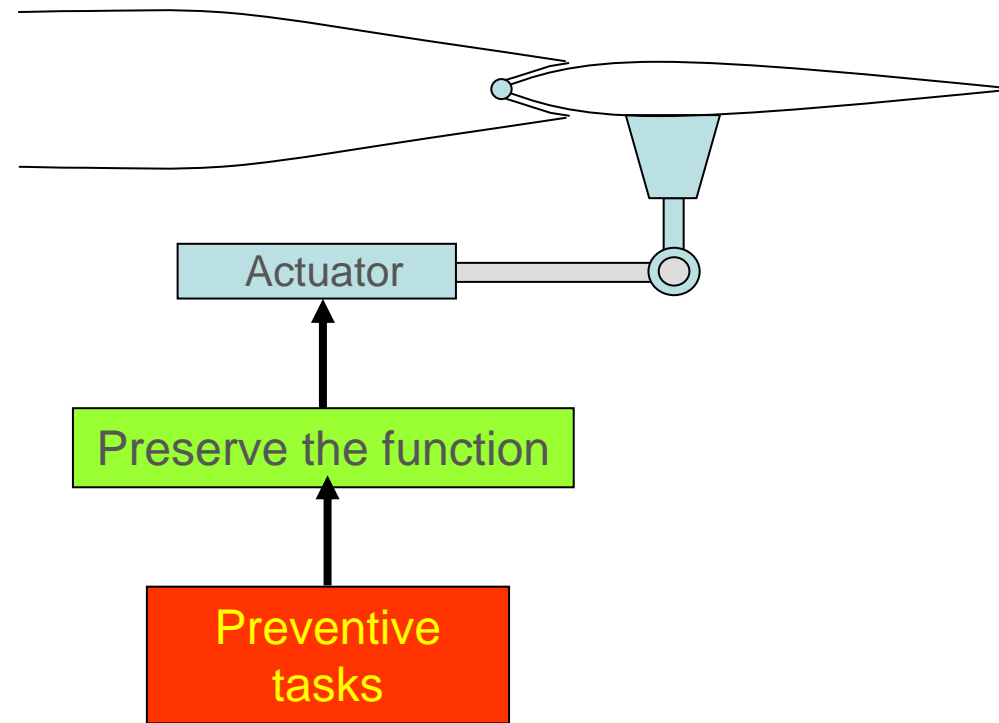 Actuator
Preserve the function
Preventive
tasks